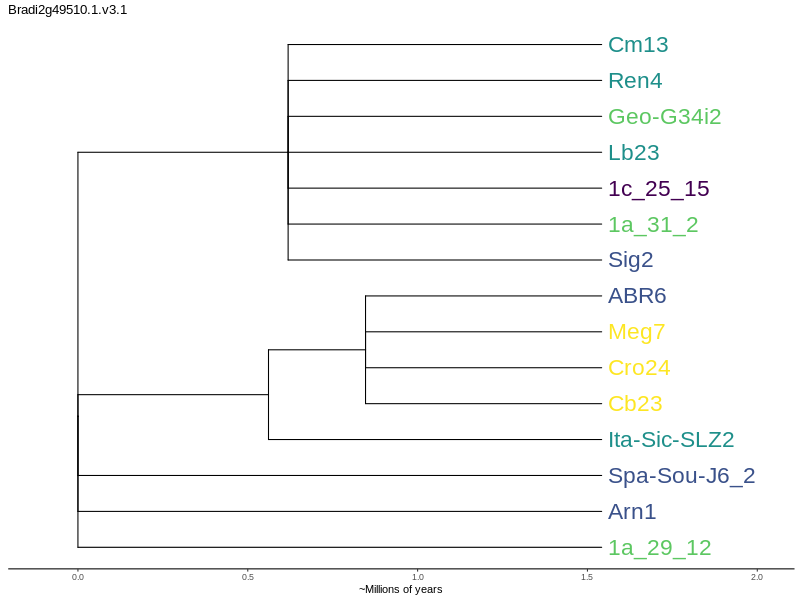 Bradi2g49510.1.v3.1
Cm13
Ren4
Geo-G34i2
Lb23
1c_25_15
1a_31_2
Sig2
ABR6
Meg7
Cro24
Cb23
Ita-Sic-SLZ2
Spa-Sou-J6_2
Arn1
1a_29_12
0.0 0.5 1.0 1.5 2.0
~Millions of years